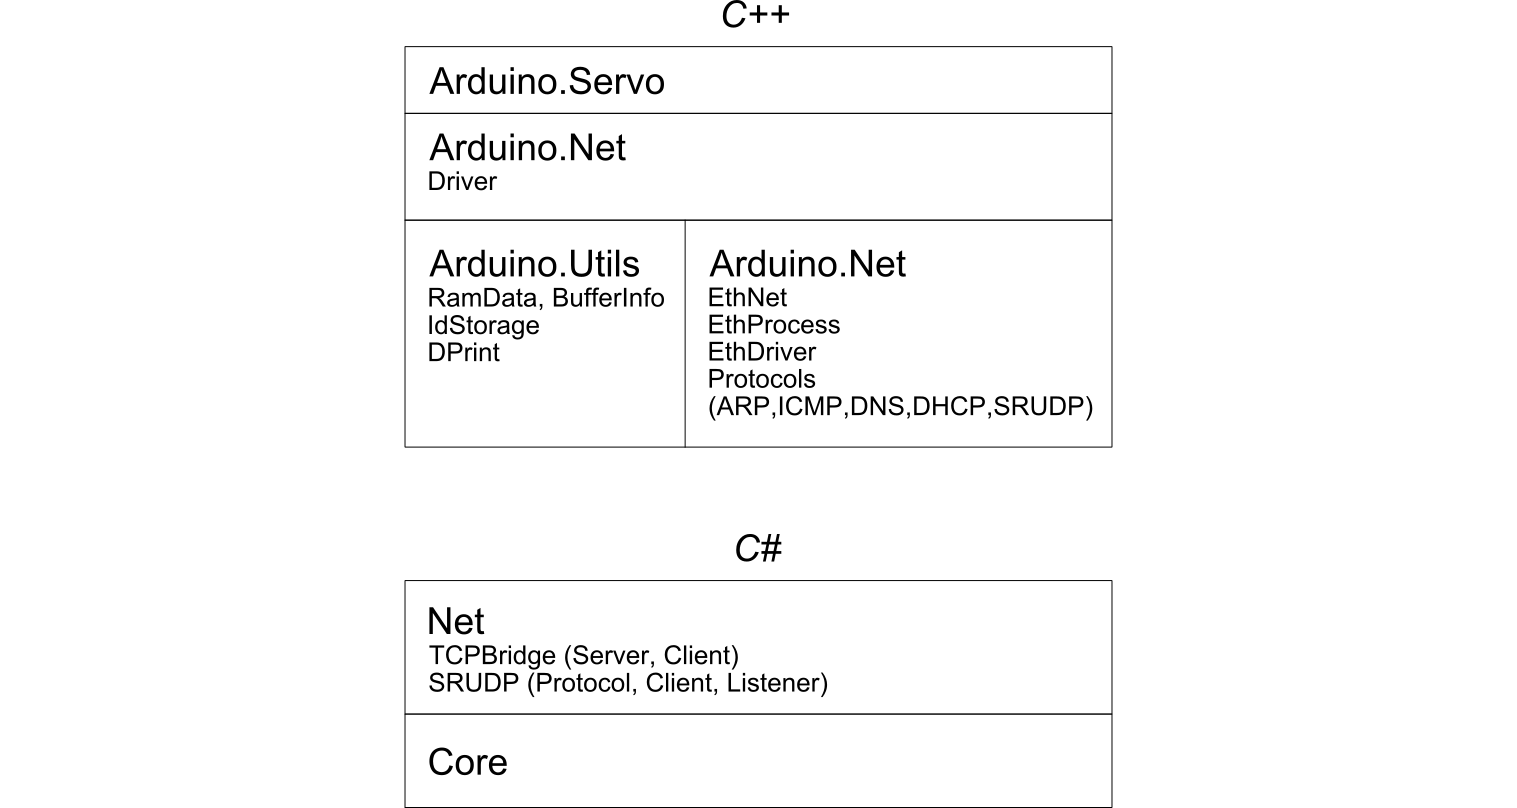 C++
Arduino.Servo
Arduino.Net
Driver
Arduino.Utils
RamData, BufferInfo
IdStorage
DPrint
Arduino.Net
EthNet
EthProcess
EthDriver
Protocols
(ARP,ICMP,DNS,DHCP,SRUDP)
C#
Net
TCPBridge (Server, Client)
SRUDP (Protocol, Client, Listener)
Core